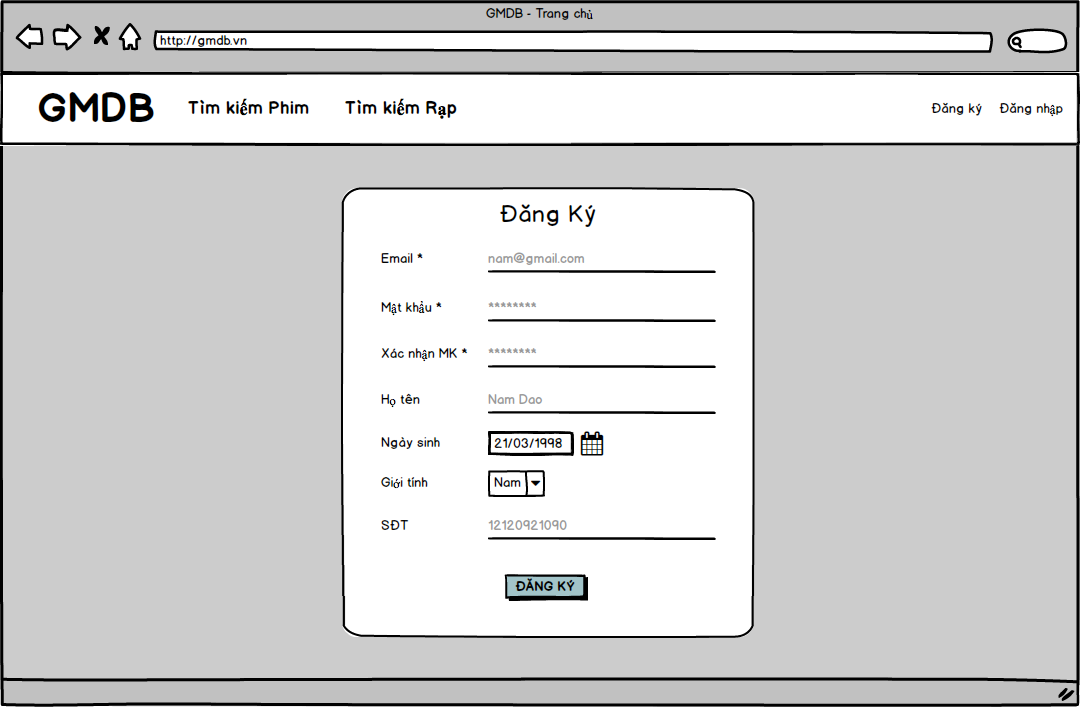 GMDB - Trang chủ
http://gmdb.vn
GMDB Tìm kiếm Phim Tìm kiếm Rạp Đăng ký Đăng nhập
Đăng Ký
Email * nam@gmail.com
Mật khẩu * ********
Xác nhận MK * ********
Họ tên Nam Dao
Ngày sinh 21/03/1998
Giới tính Nam
SĐT 12120921090
ĐĂNG KÝ